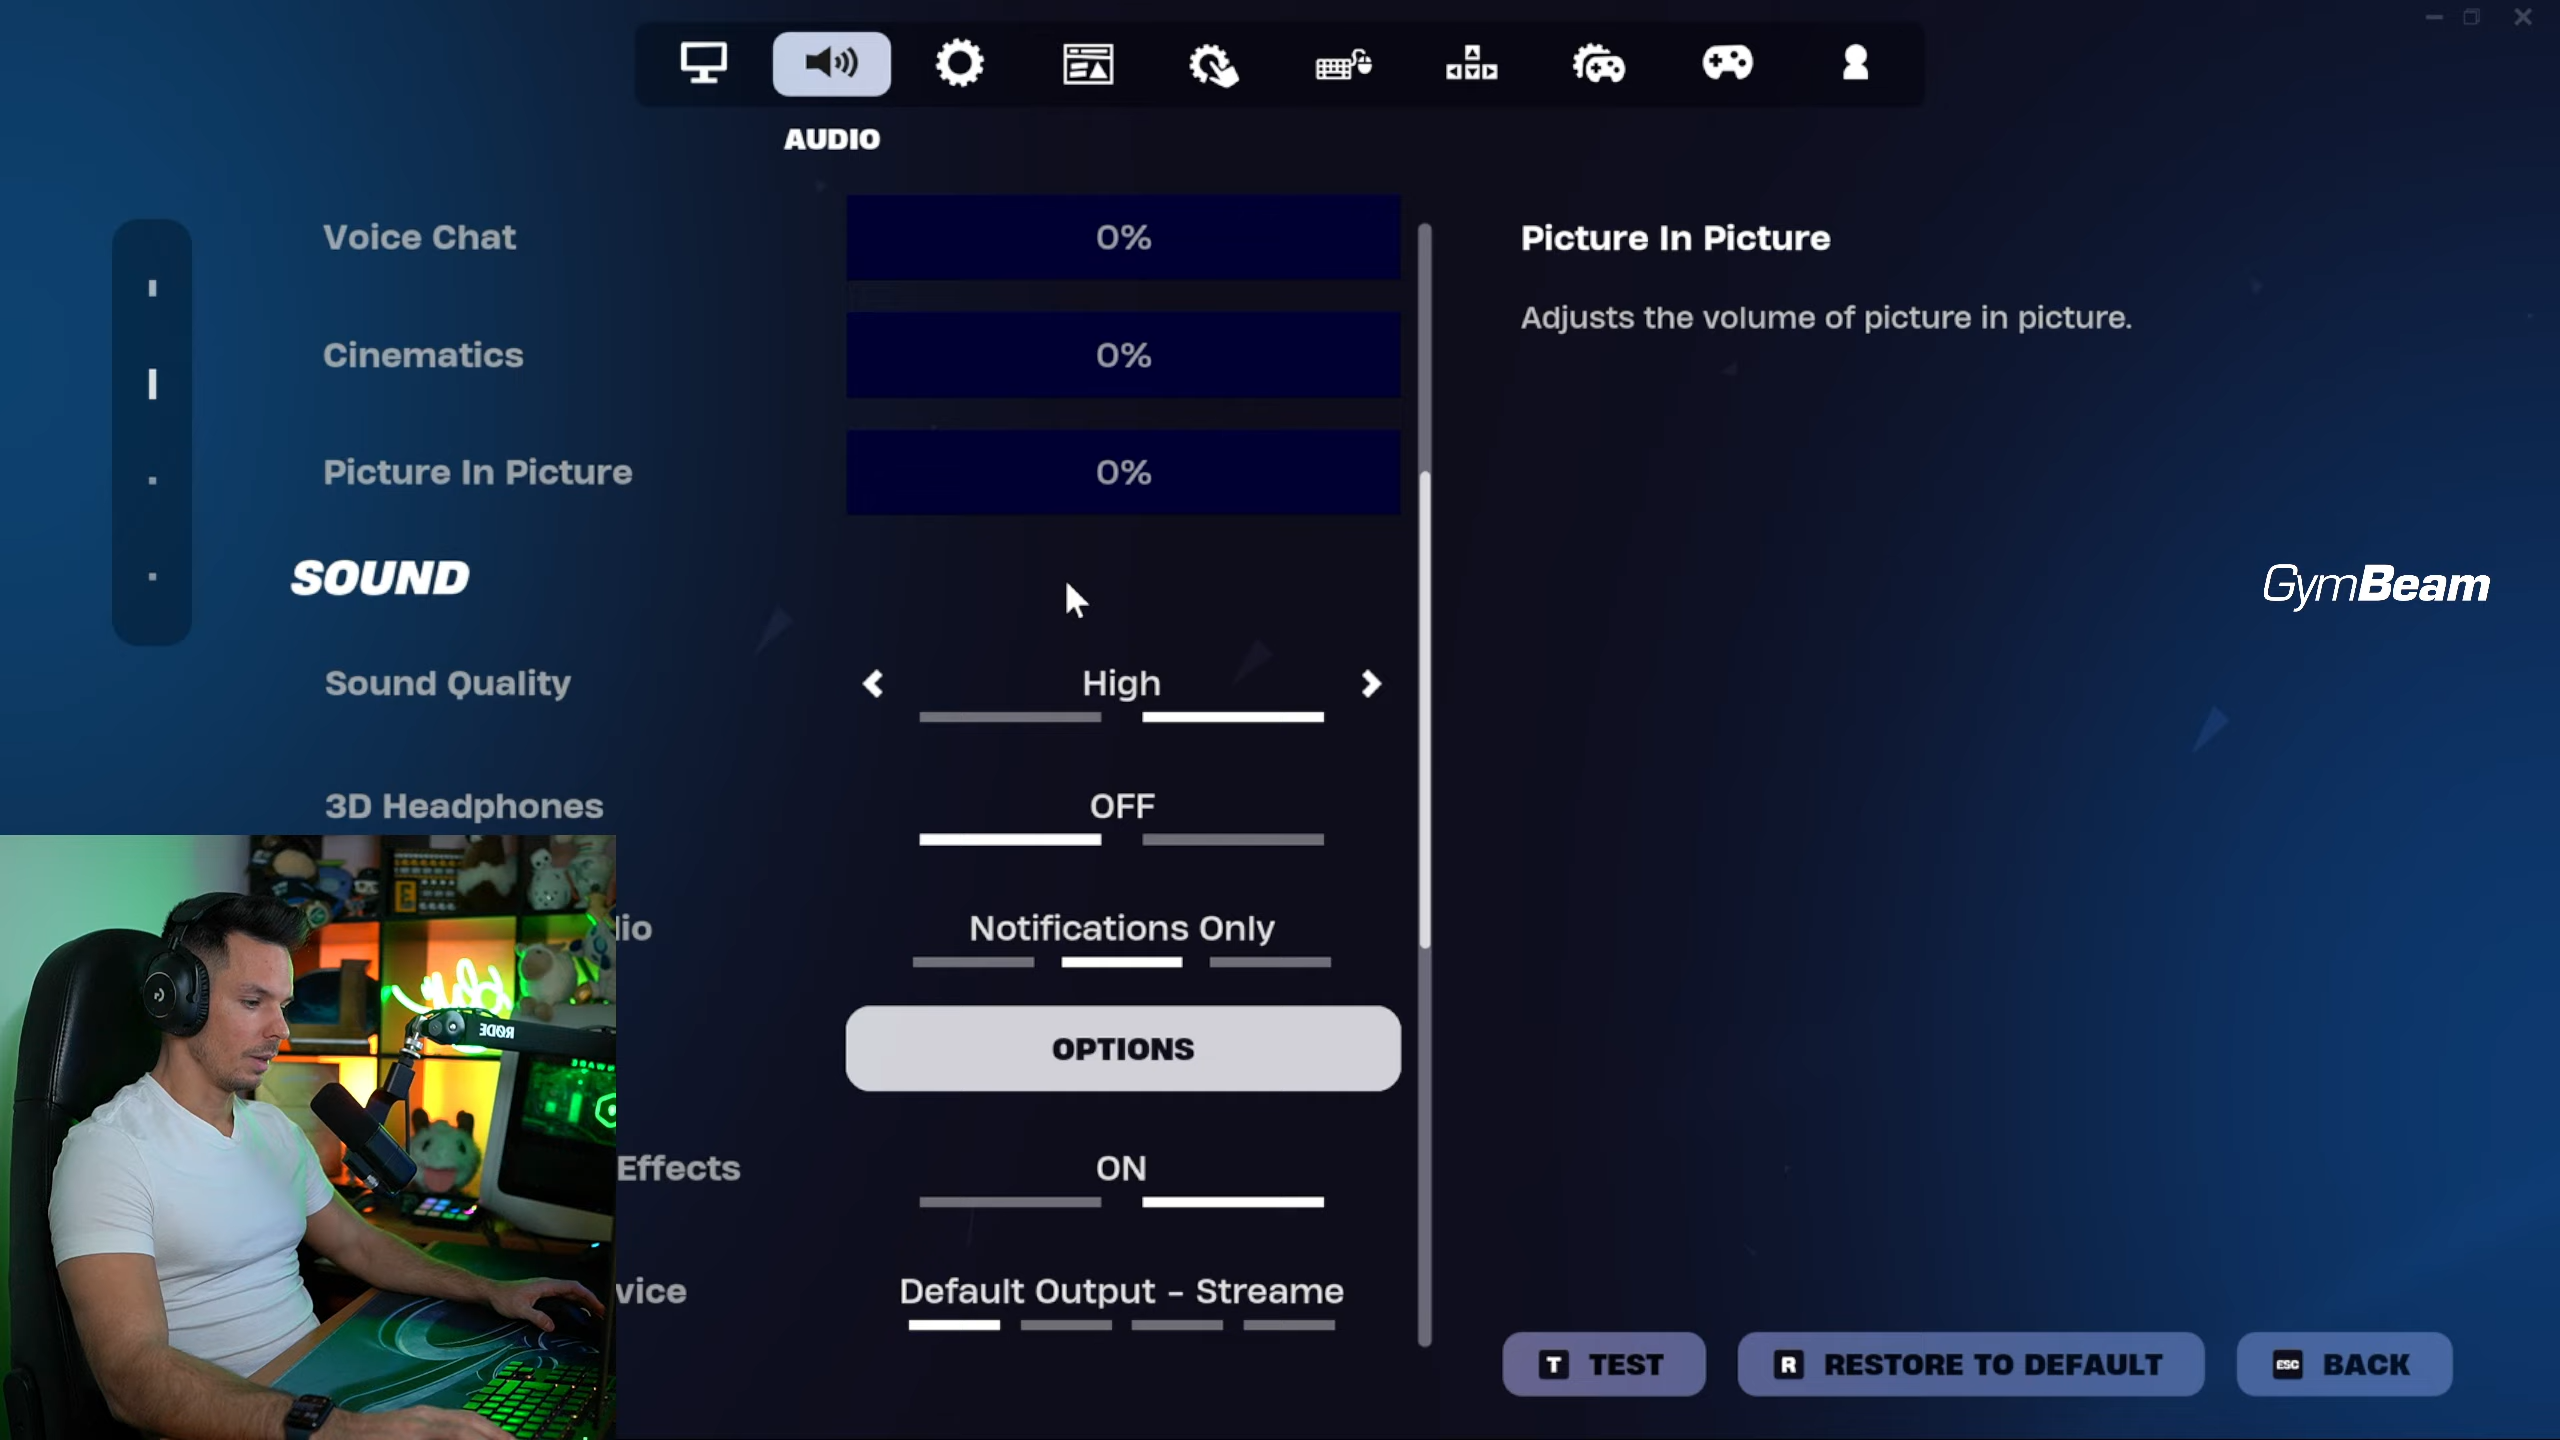 AUDIO
Voice Chat 0%
Cinematics 0%
Picture In Picture 0%
SOUND
Sound Quality High
3D Headphones OFF
Notifications Only
OPTIONS
Effects ON
Default Output - Streame
Picture In Picture
Adjusts the volume of picture in picture.
GymBeam
RØDE
T TEST
R RESTORE TO DEFAULT
ESC BACK